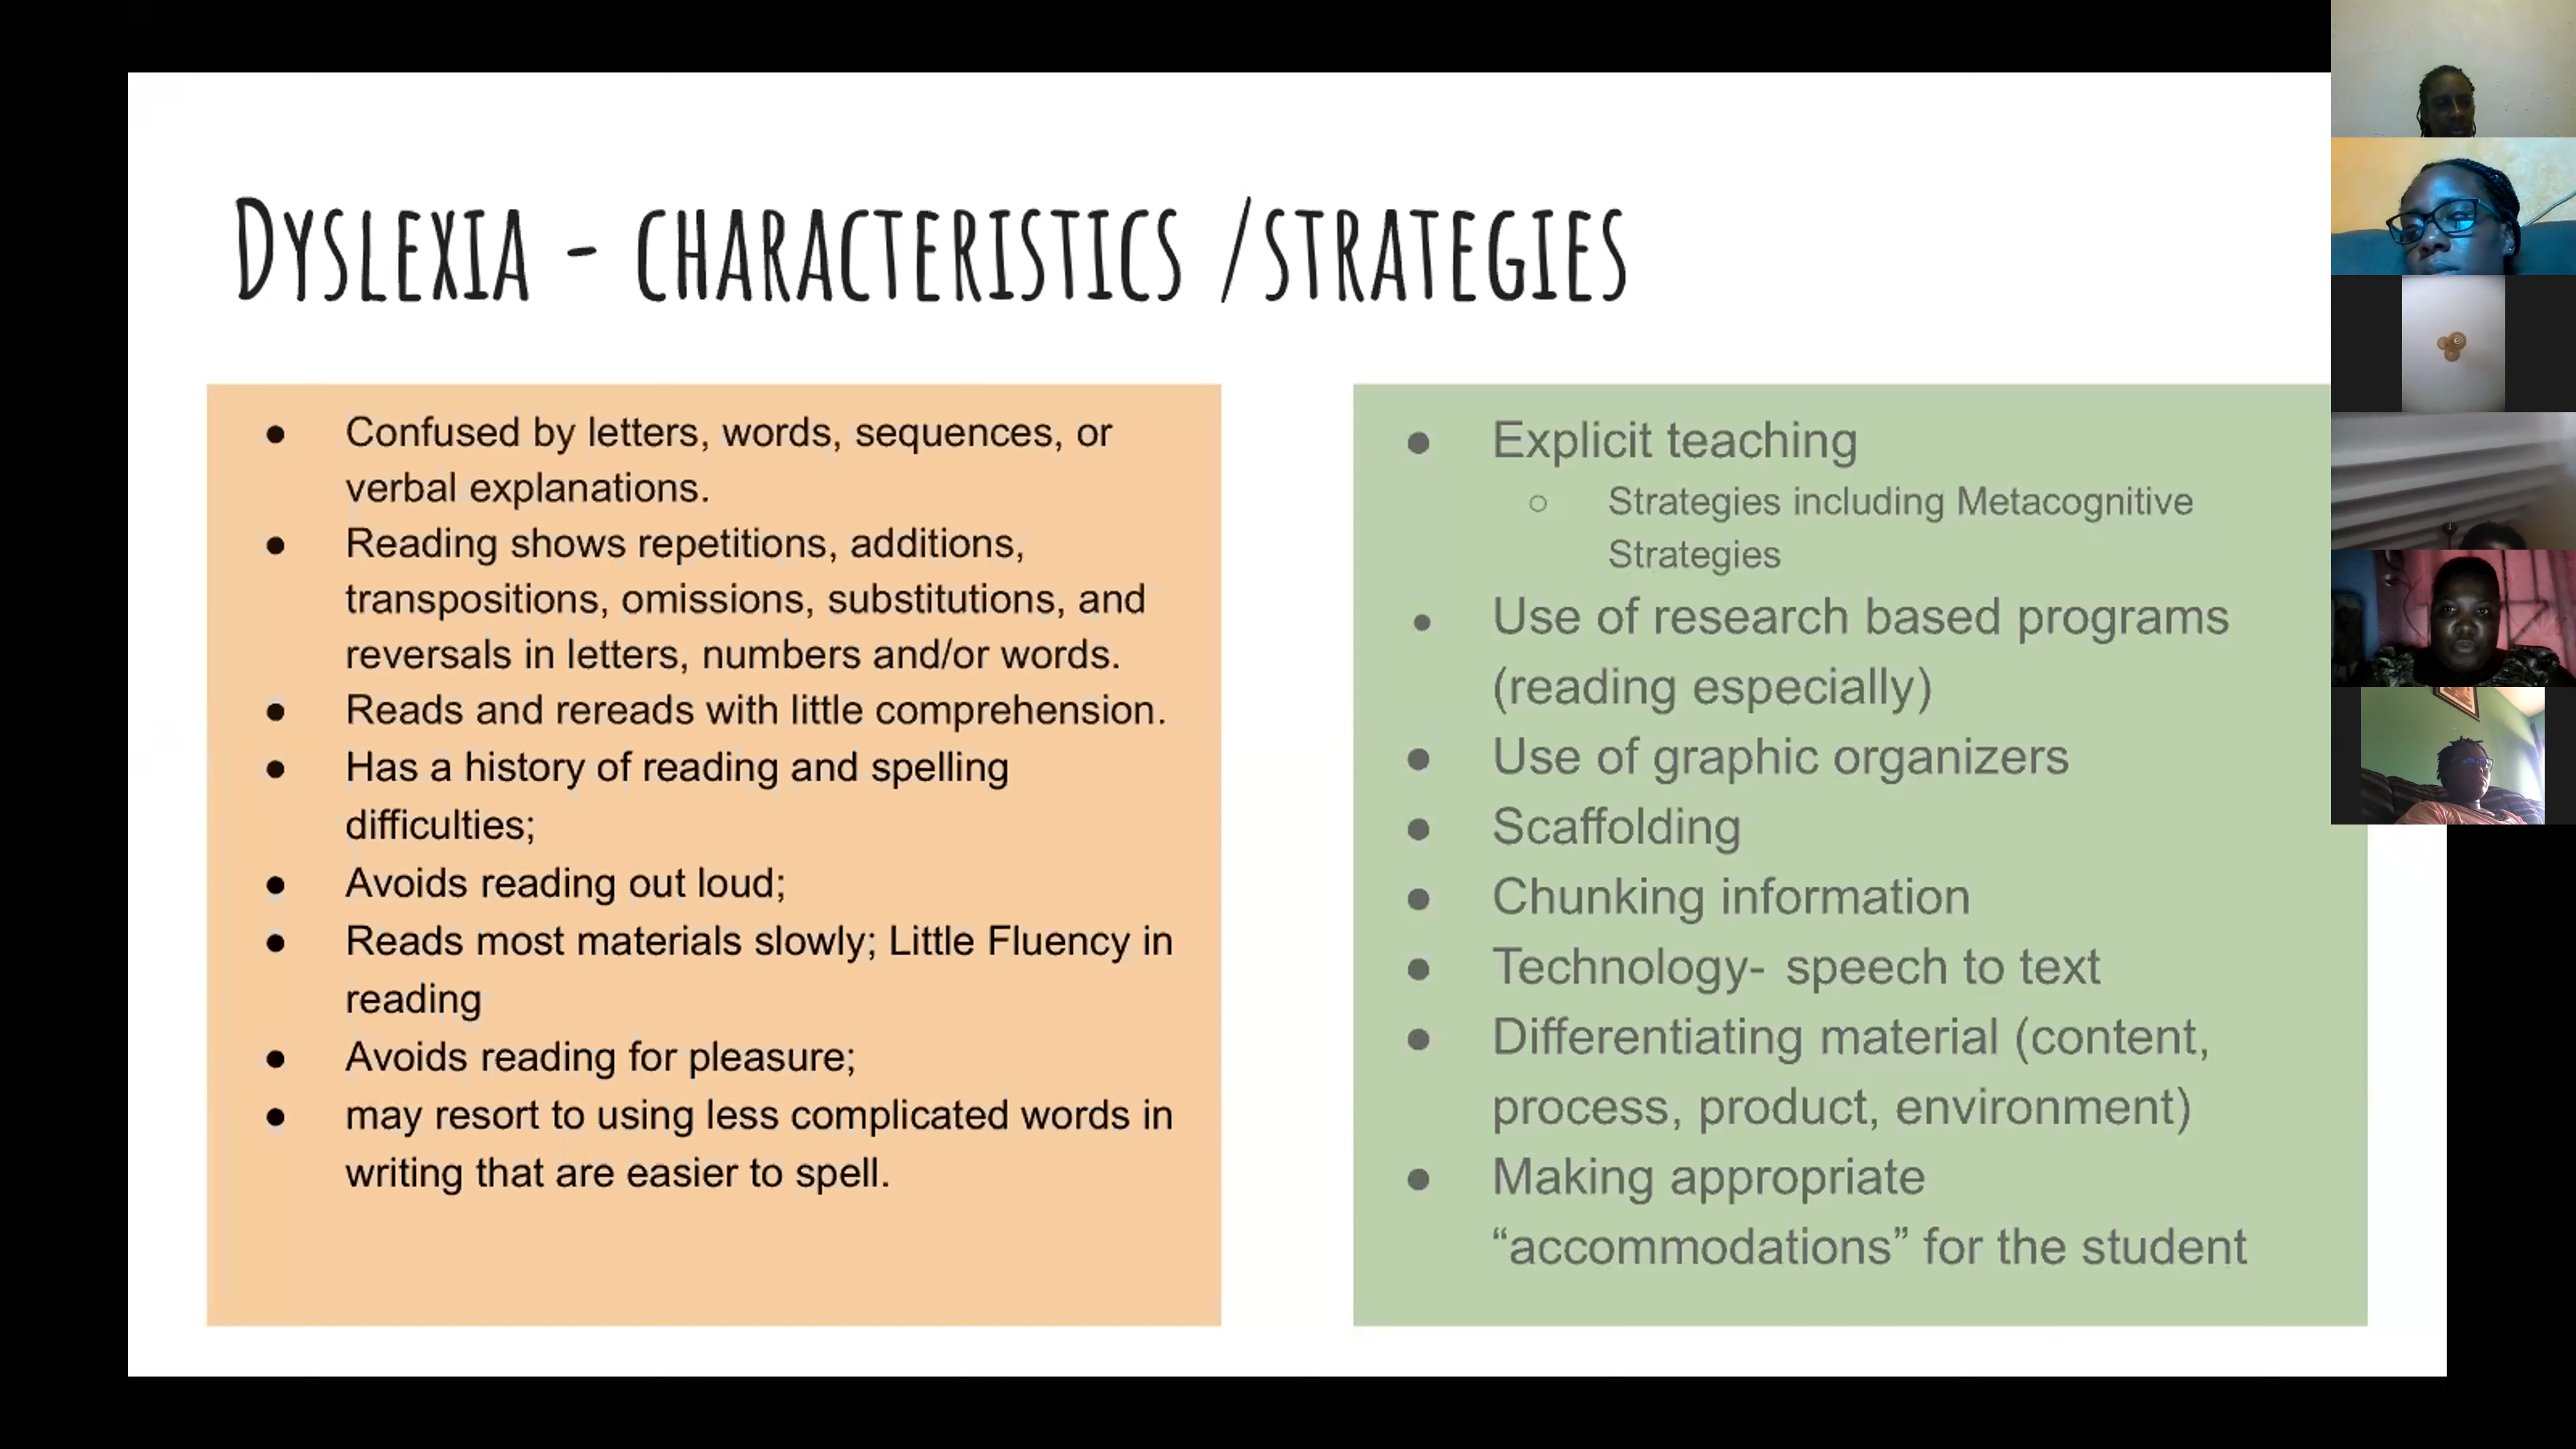 Dyslexia - characteristics /strategies
● Confused by letters, words, sequences, or
verbal explanations.
● Reading shows repetitions, additions,
transpositions, omissions, substitutions, and
reversals in letters, numbers and/or words.
● Reads and rereads with little comprehension.
● Has a history of reading and spelling
difficulties;
● Avoids reading out loud;
● Reads most materials slowly; Little Fluency in
reading
● Avoids reading for pleasure;
● may resort to using less complicated words in
writing that are easier to spell.
● Explicit teaching
○ Strategies including Metacognitive
Strategies
● Use of research based programs
(reading especially)
● Use of graphic organizers
● Scaffolding
● Chunking information
● Technology- speech to text
● Differentiating material (content,
process, product, environment)
● Making appropriate
“accommodations” for the student